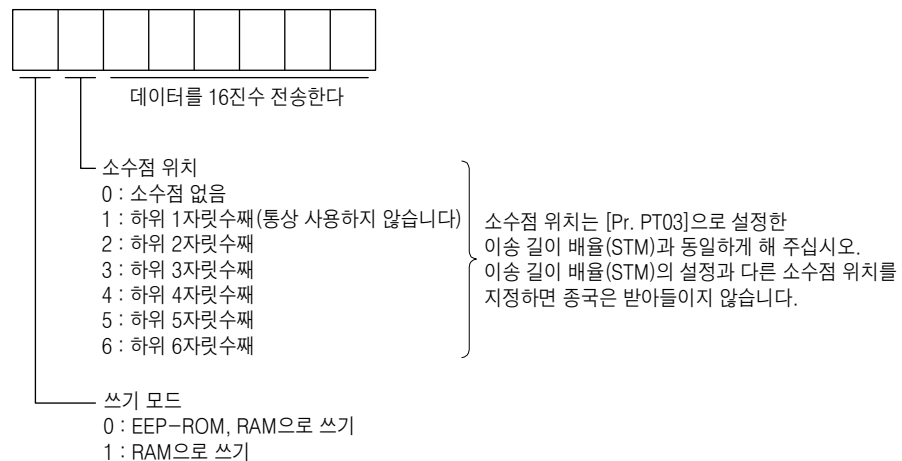 데이터를 16진수 전송한다
소수점 위치
0 : 소수점 없음
1 : 하위 1자릿수째(통상 사용하지 않습니다)
2 : 하위 2자릿수째
3 : 하위 3자릿수째
4 : 하위 4자릿수째
5 : 하위 5자릿수째
6 : 하위 6자릿수째
소수점 위치는 [Pr. PT03]으로 설정한
이송 길이 배율(STM)과 동일하게 해 주십시오.
이송 길이 배율(STM)의 설정과 다른 소수점 위치를
지정하면 종국은 받아들이지 않습니다.
쓰기 모드
0 : EEP-ROM, RAM으로 쓰기
1 : RAM으로 쓰기